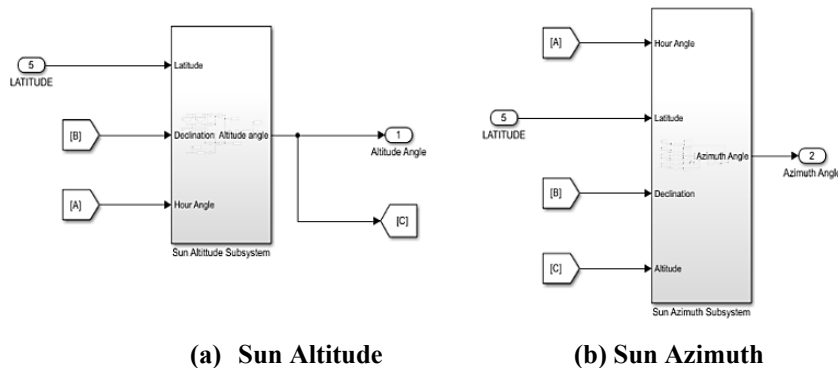 5
LATITUDE
Latitude
[B]
Declination
Altitude angle
1
Altitude Angle
[A]
Hour Angle
[C]
Sun Altittude Subsystem
(a) Sun Altitude
[A]
Hour Angle
5
LATITUDE
Latitude
Azimuth Angle
2
Azimuth Angle
[B]
Declination
[C]
Altitude
Sun Azimuth Subsystem
(b) Sun Azimuth